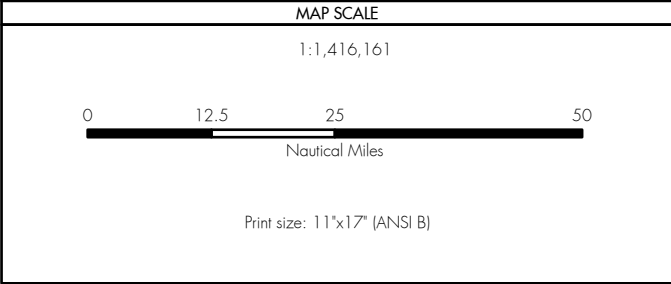 MAP SCALE
1:1,416,161
0 12.5 25 50
Nautical Miles
Print size: 11"x17" (ANSI B)